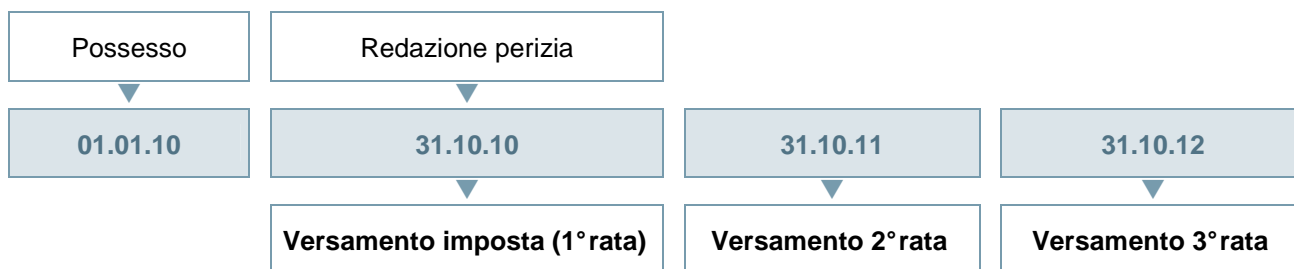 Possesso
Redazione perizia
01.01.10
31.10.10
31.10.11
31.10.12
Versamento imposta (1° rata)
Versamento 2° rata
Versamento 3° rata